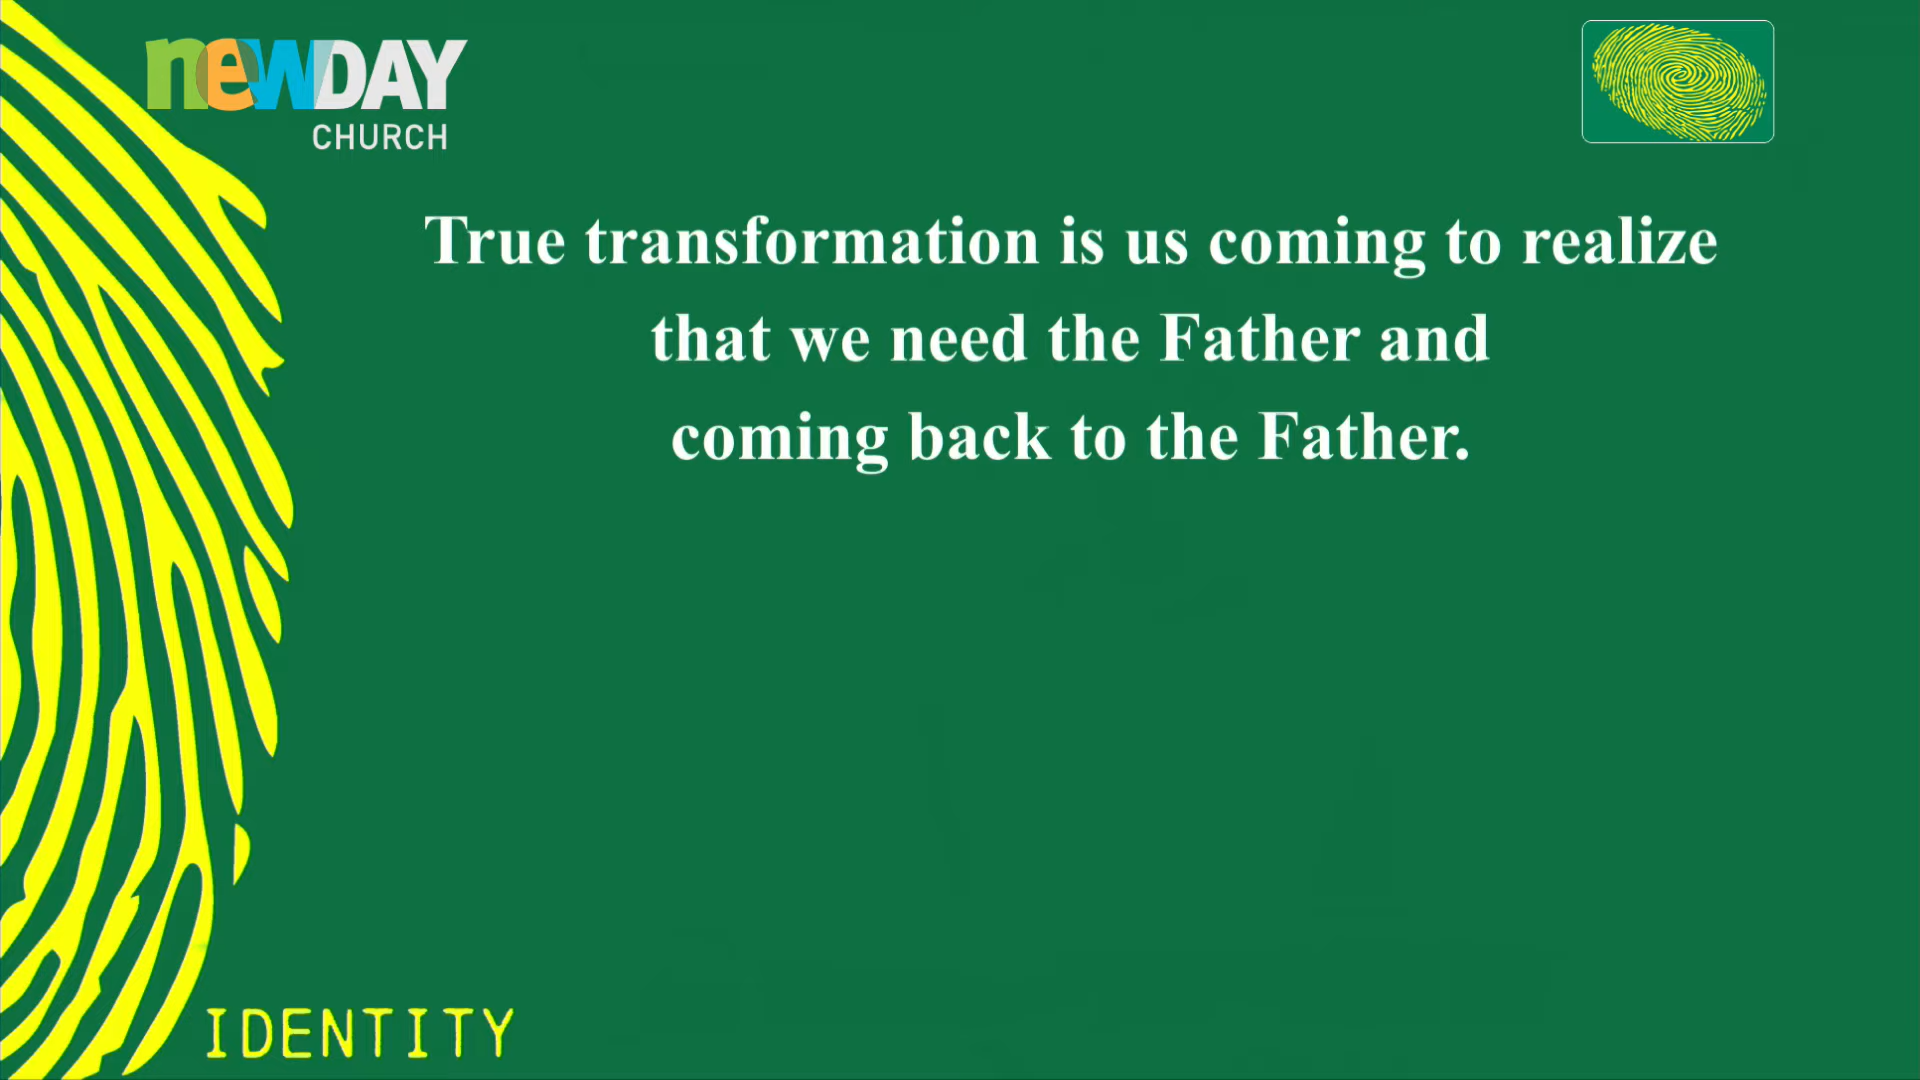 newDAY
CHURCH
True transformation is us coming to realize
that we need the Father and
coming back to the Father.
IDENTITY